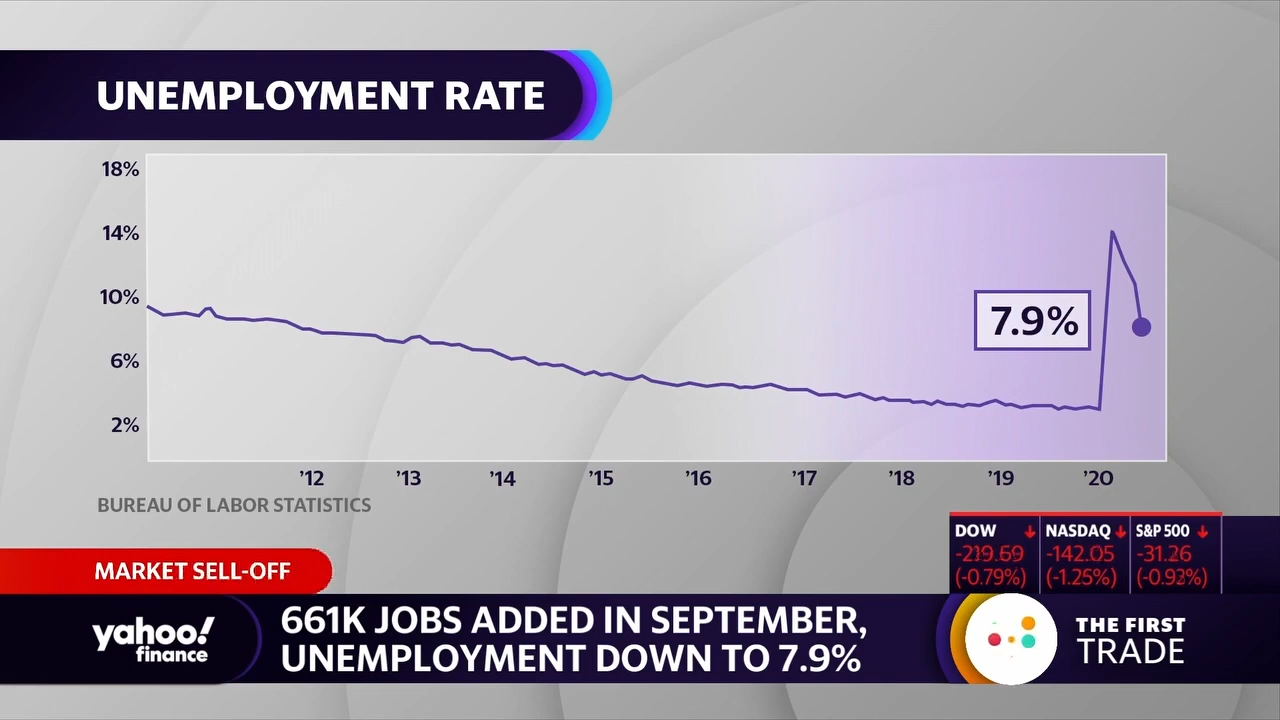 UNEMPLOYMENT RATE
18%
14%
10%
6%
2%
7.9%
’12 ’13 ’14 ’15 ’16 ’17 ’18 ’19 ’20
BUREAU OF LABOR STATISTICS
DOW NASDAQ S&P 500
-219.69 -142.05 -31.26
(-0.79%) (-1.25%) (-0.92%)
MARKET SELL-OFF
yahoo!
finance
661K JOBS ADDED IN SEPTEMBER,
UNEMPLOYMENT DOWN TO 7.9%
THE FIRST
TRADE